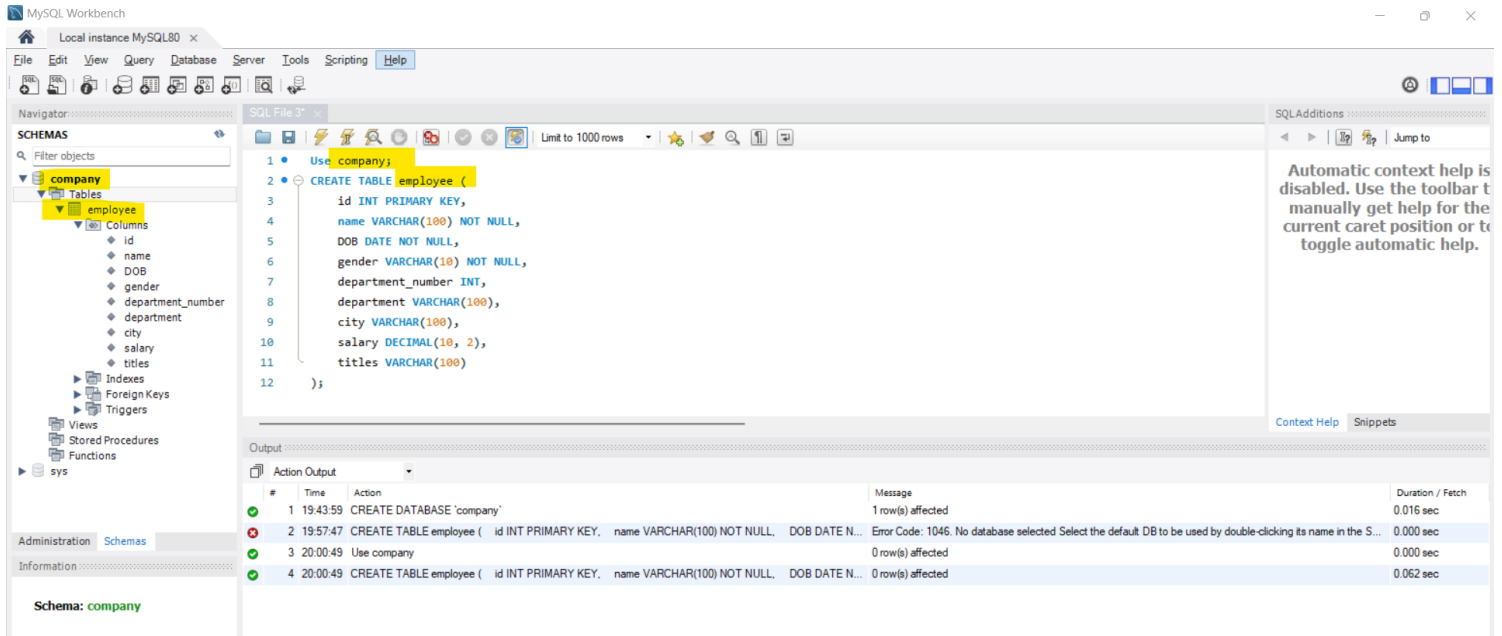 MySQL Workbench
Local instance MySQL80
File Edit View Query Database Server Tools Scripting Help
Navigator
SCHEMAS
Filter objects
company
Tables
employee
Columns
id
name
DOB
gender
department_number
department
city
salary
titles
Indexes
Foreign Keys
Triggers
Views
Stored Procedures
Functions
sys
Administration Schemas
Information
Schema: company
SQL File 3*
Limit to 1000 rows
1 Use company;
2 CREATE TABLE employee (
3 id INT PRIMARY KEY,
4 name VARCHAR(100) NOT NULL,
5 DOB DATE NOT NULL,
6 gender VARCHAR(10) NOT NULL,
7 department_number INT,
8 department VARCHAR(100),
9 city VARCHAR(100),
10 salary DECIMAL(10, 2),
11 titles VARCHAR(100)
12 );
SQLAdditions
Jump to
Automatic context help is
disabled. Use the toolbar t
manually get help for the
current caret position or to
toggle automatic help.
Context Help Snippets
Output
Action Output
# Time Action Message Duration / Fetch
1 19:43:59 CREATE DATABASE `company` 1 row(s) affected 0.016 sec
2 19:57:47 CREATE TABLE employee ( id INT PRIMARY KEY, name VARCHAR(100) NOT NULL, DOB DATE N... Error Code: 1046. No database selected Select the default DB to be used by double-clicking its name in the S... 0.000 sec
3 20:00:49 Use company 0 row(s) affected 0.000 sec
4 20:00:49 CREATE TABLE employee ( id INT PRIMARY KEY, name VARCHAR(100) NOT NULL, DOB DATE N... 0 row(s) affected 0.062 sec